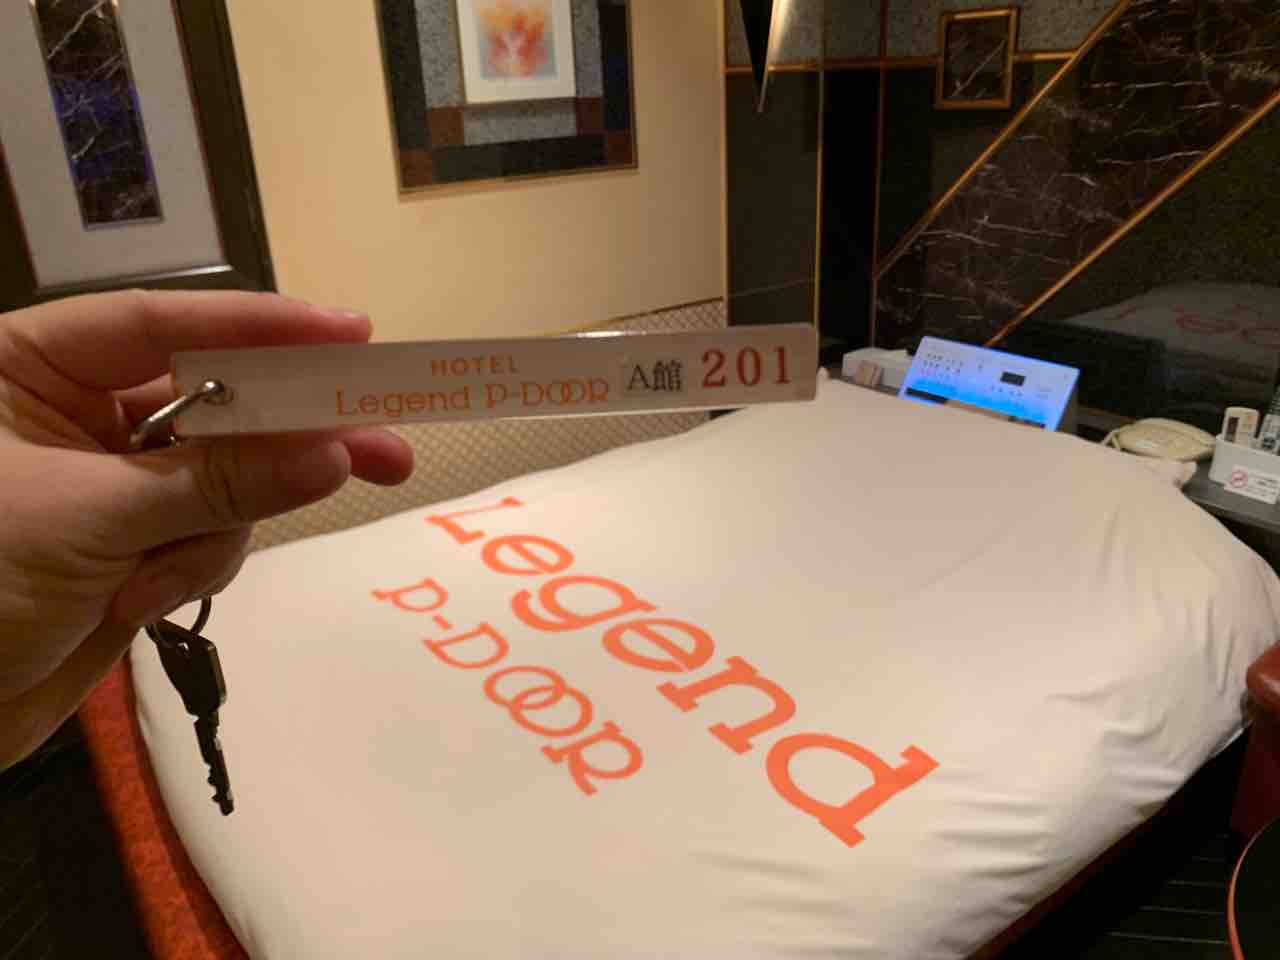 HOTEL
Legend P-DOOR A館 201
Legend
P-DOOR